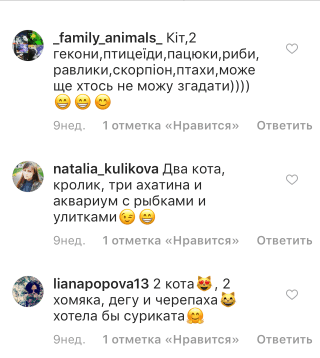 _family_animals_ Кіт,2
гекони,птицеїди,пацюки,риби,
равлики,скорпіон,птахи,може
ще хтось не можу згадати))))
😁😁😊
9нед. 1 отметка «Нравится» Ответить
natalia_kulikova Два кота,
кролик, три ахатина и
аквариум с рыбками и
улитками😉😁
9нед. 1 отметка «Нравится» Ответить
lianapopova13 2 кота😻, 2
хомяка, дегу и черепаха😺
хотела бы суриката🤗
9нед. 1 отметка «Нравится» Ответить